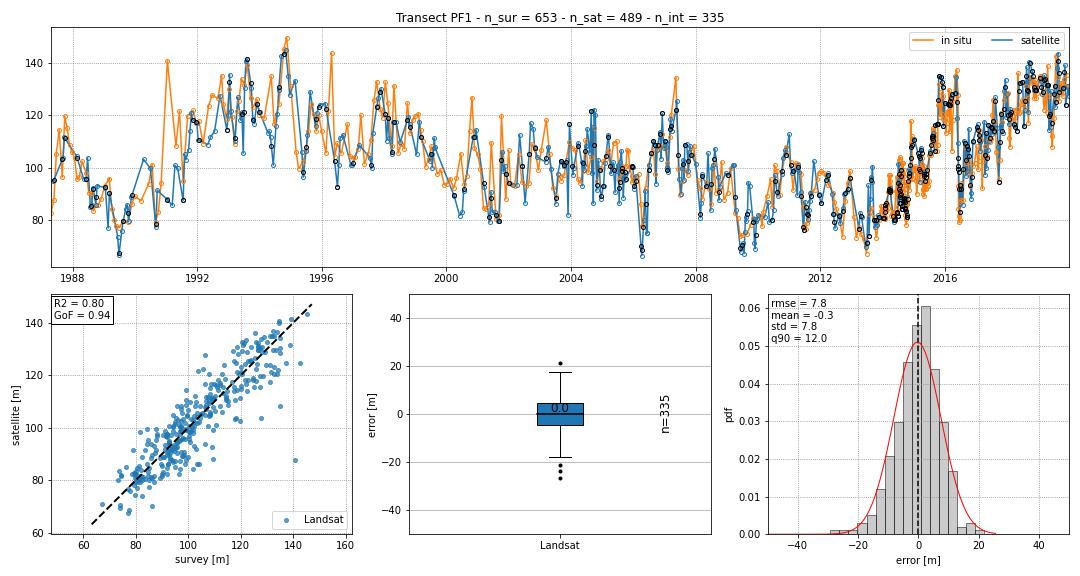 Transect PF1 - n_sur = 653 - n_sat = 489 - n_int = 335
in situ
satellite
140
120
100
80
1988
1992
1996
2000
2004
2008
2012
2016
R2 = 0.80
GoF = 0.94
140
120
100
80
60
satellite [m]
60
80
100
120
140
160
survey [m]
Landsat
40
20
0
−20
−40
error [m]
0.0
n=335
Landsat
rmse = 7.8
mean = -0.3
std = 7.8
q90 = 12.0
0.06
0.05
0.04
0.03
0.02
0.01
0.00
pdf
−40
−20
0
20
40
error [m]